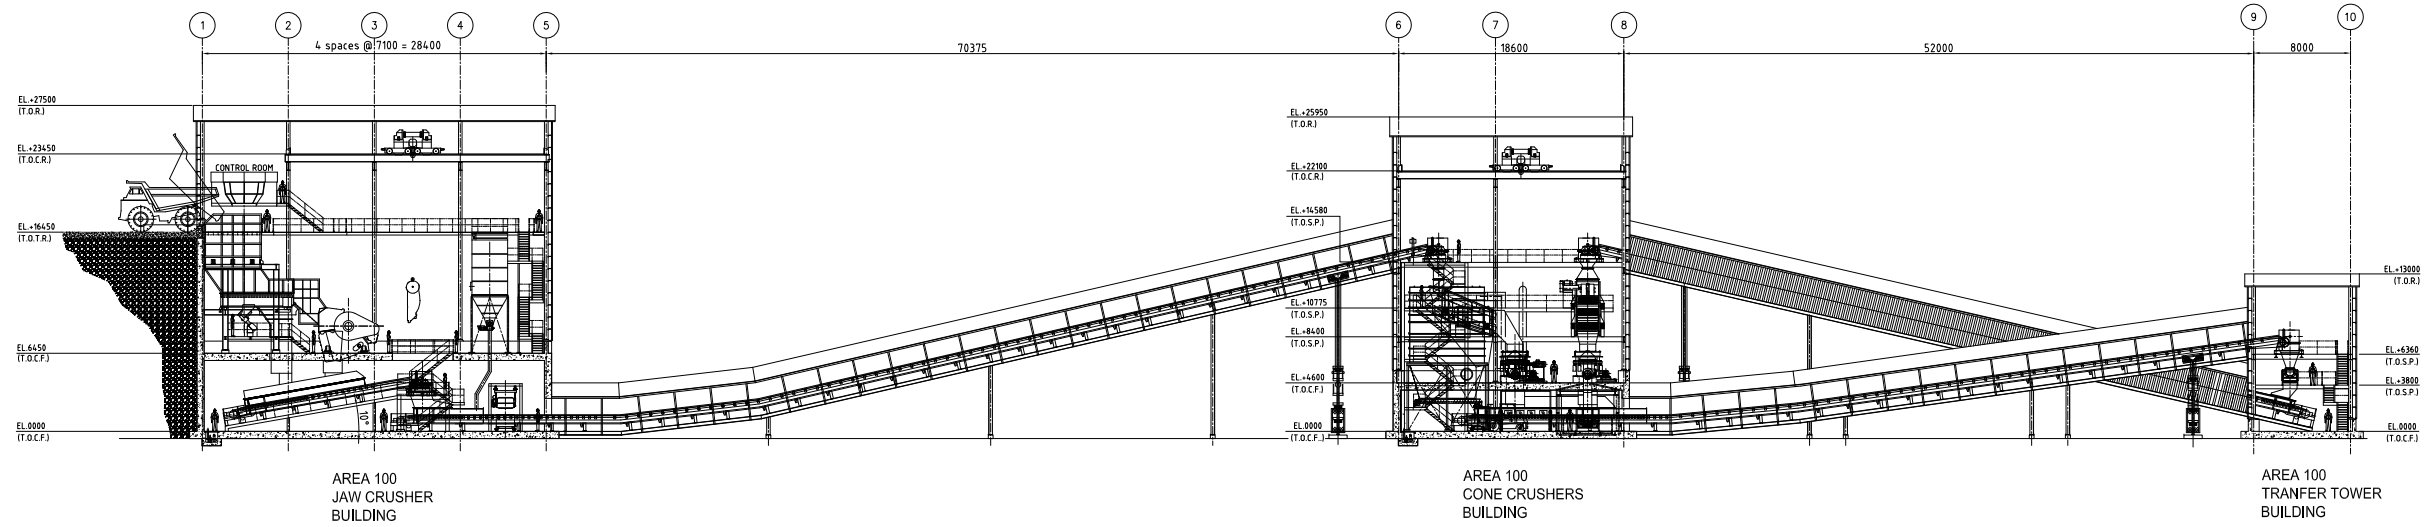 1 2 3 4 5 6 7 8 9 10
4 spaces @ 7100 = 28400 70375 18600 52000 8000
EL.+27500
(T.O.R.)
EL.+23450
(T.O.C.R.)
CONTROL ROOM
EL.+16450
(T.O.T.R.)
EL.6450
(T.O.C.F.)
10°
EL.0000
(T.O.C.F.)
EL.+25950
(T.O.R.)
EL.+22100
(T.O.C.R.)
EL.+14580
(T.O.S.P.)
EL.+10775
(T.O.S.P.)
EL.+8400
(T.O.S.P.)
EL.+4600
(T.O.C.F.)
EL.0000
(T.O.C.F..)
EL.+13000
(T.O.R.)
EL.+6360
(T.O.S.P.)
EL.+3800
(T.O.S.P.)
EL.0000
(T.O.C.F.)
AREA 100
JAW CRUSHER
BUILDING
AREA 100
CONE CRUSHERS
BUILDING
AREA 100
TRANFER TOWER
BUILDING